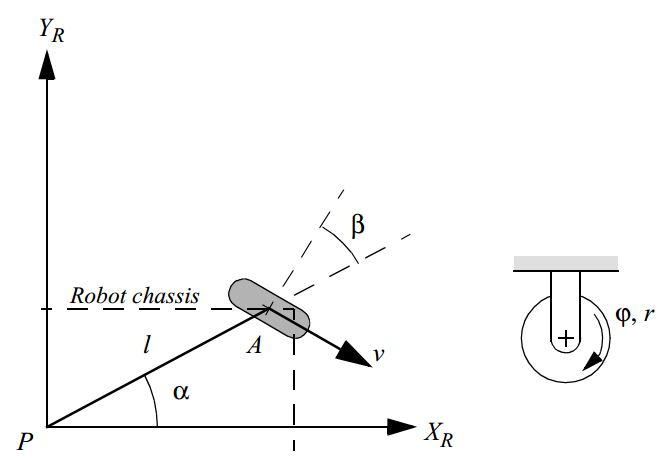 Y_R
β
Robot chassis
φ, r
l
A
v
α
P
X_R